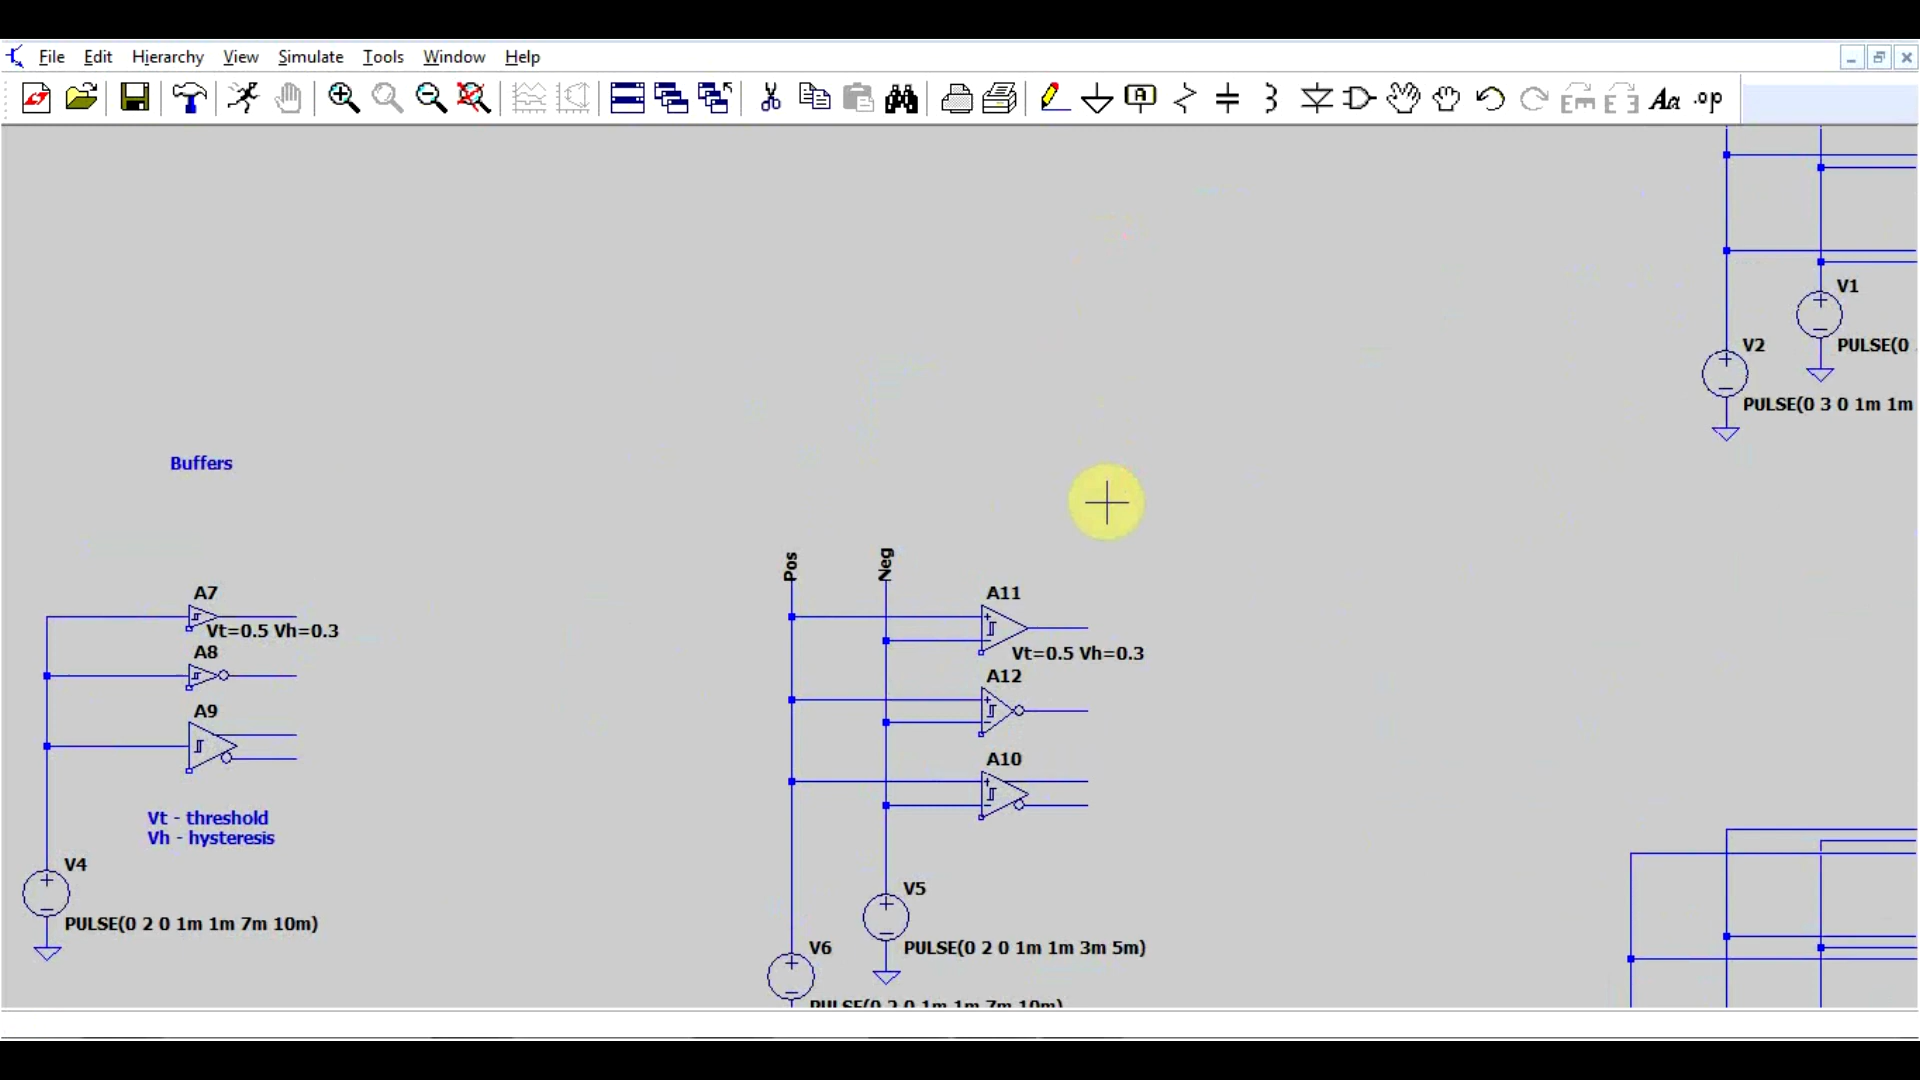 File Edit Hierarchy View Simulate Tools Window Help
A
Aa .op
V1
PULSE(0
V2
PULSE(0 3 0 1m 1m
Buffers
Pos
Neg
A7
Vt=0.5 Vh=0.3
A8
A9
Vt - threshold
Vh - hysteresis
V4
PULSE(0 2 0 1m 1m 7m 10m)
A11
Vt=0.5 Vh=0.3
A12
A10
V5
PULSE(0 2 0 1m 1m 3m 5m)
V6
PULSE(0 2 0 1m 1m 7m 10m)